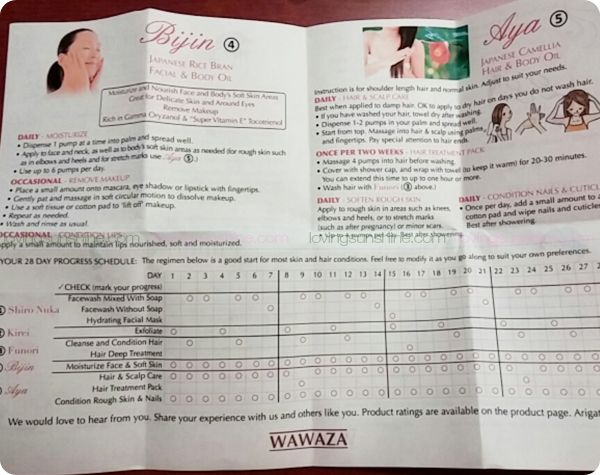 Bijin ④
JAPANESE RICE BRAN
FACIAL & BODY OIL
Moisturize and Nourish Face and Body's Soft Skin Areas
Great for Delicate Skin and Around Eyes
Remove Makeup
Rich in Gamma Oryzanol & "Super Vitamin E" Tocotrienol
DAILY - MOISTURIZE
• Dispense 1 pump at a time into palm and spread well.
• Apply to face and neck, as well as to body's soft skin areas as needed (for rough skin such
as in elbows and heels and for stretch marks use Aya ⑤.)
• Use up to 6 pumps per day.
OCCASIONAL - REMOVE MAKEUP
• Place a small amount onto mascara, eye shadow or lipstick with fingertips.
• Gently pat and massage in soft circular motion to dissolve makeup.
• Use a soft tissue or cotton pad to "lift off" makeup.
• Repeat as needed.
• Wash and rinse as usual.
OCCASIONAL - CONDITION LIPS
Apply a small amount to maintain lips nourished, soft and moisturized.
Aya ⑤
JAPANESE CAMELLIA
HAIR & BODY OIL
Instruction is for shoulder length hair and normal skin. Adjust to suit your needs.
DAILY - HAIR & SCALP CARE
Best when applied to damp hair. OK to apply to dry hair on days you do not wash hair.
• If you have washed your hair, towel dry after washing.
• Dispense 1-2 pumps in your palm and spread well.
• Start from top. Massage into hair & scalp using palms,
and fingertips. Pay special attention to hair ends.
ONCE PER TWO WEEKS - HAIR TREATMENT PACK
• Massage 4 pumps into hair before washing.
• Cover with shower cap, and wrap with towel (to keep it warm) for 20-30 minutes.
You can extend this time to up to one hour or more.
• Wash hair with Funori (③ above.)
DAILY - SOFTEN ROUGH SKIN
Apply to rough skin in such areas such as knees,
elbows and heels, or to stretch marks
(such as after pregnancy) or minor scars.
Best after showering.
DAILY - CONDITION NAILS & CUTICL
• Once per day, add a small amount to a
cotton pad and wipe nails and cuticles
Best after showering.
lovingsunshine.com
YOUR 28 DAY PROGRESS SCHEDULE: The regimen below is a good start for most skin and hair conditions. Feel free to modify it as you go along to suit your own preferences.
DAY 1 2 3 4 5 6 7 8 9 10 11 12 13 14 15 16 17 18 19 20 21 22 23 24 25 26 27
✓CHECK (mark your progress)
① Shiro Nuka Facewash Mixed With Soap
Facewash Without Soap
Hydrating Facial Mask
② Kirei Exfoliate
③ Funori Cleanse and Condition Hair
Hair Deep Treatment
Bijin Moisturize Face & Soft Skin
Aya Hair & Scalp Care
Hair Treatment Pack
Condition Rough Skin & Nails
We would love to hear from you. Share your experience with us and others like you. Product ratings are available on the product page. Arigat
WAWAZA